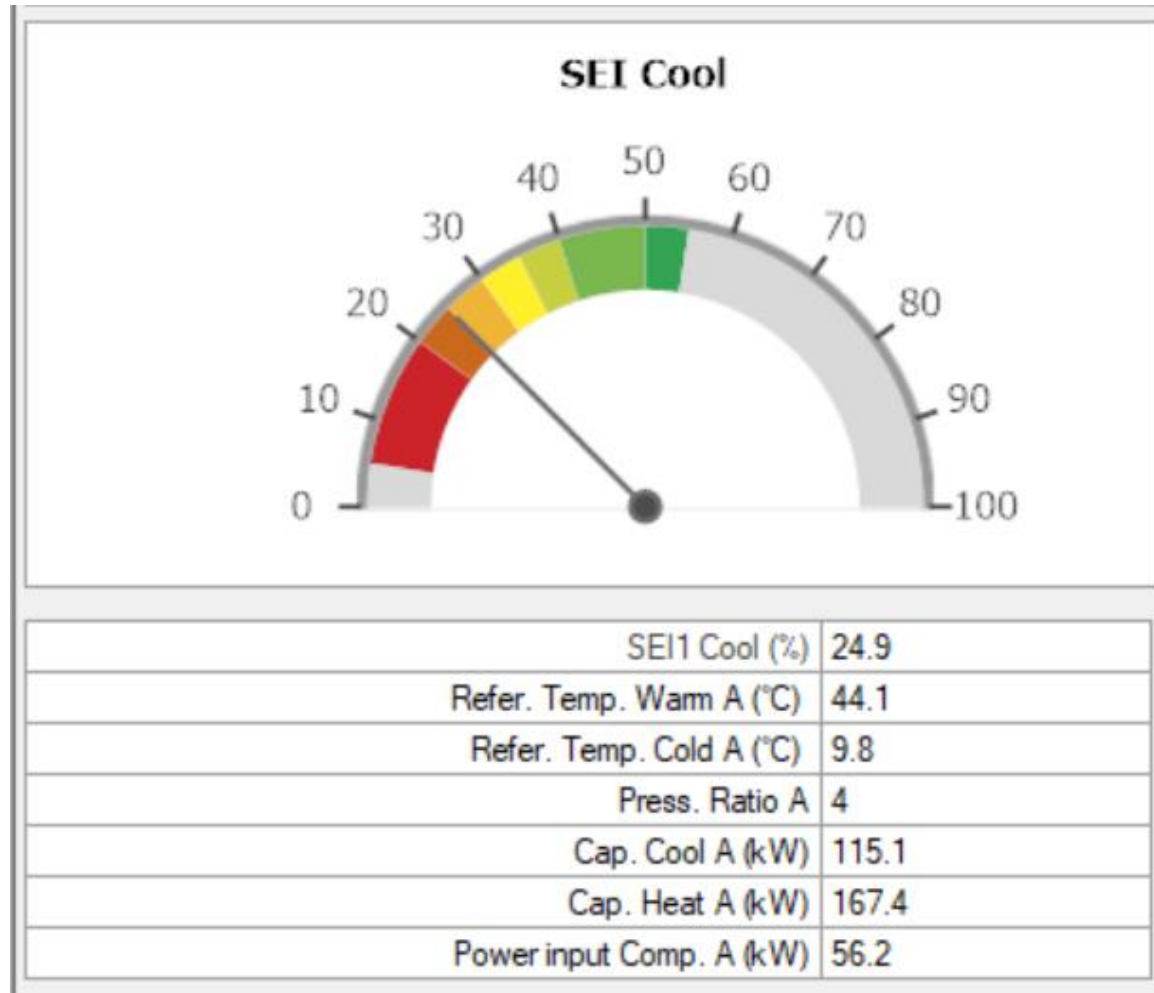 SEI Cool
0
10
20
30
40
50
60
70
80
90
100
SEI1 Cool (%) 24.9
Refer. Temp. Warm A (°C) 44.1
Refer. Temp. Cold A (°C) 9.8
Press. Ratio A 4
Cap. Cool A (kW) 115.1
Cap. Heat A (kW) 167.4
Power input Comp. A (kW) 56.2